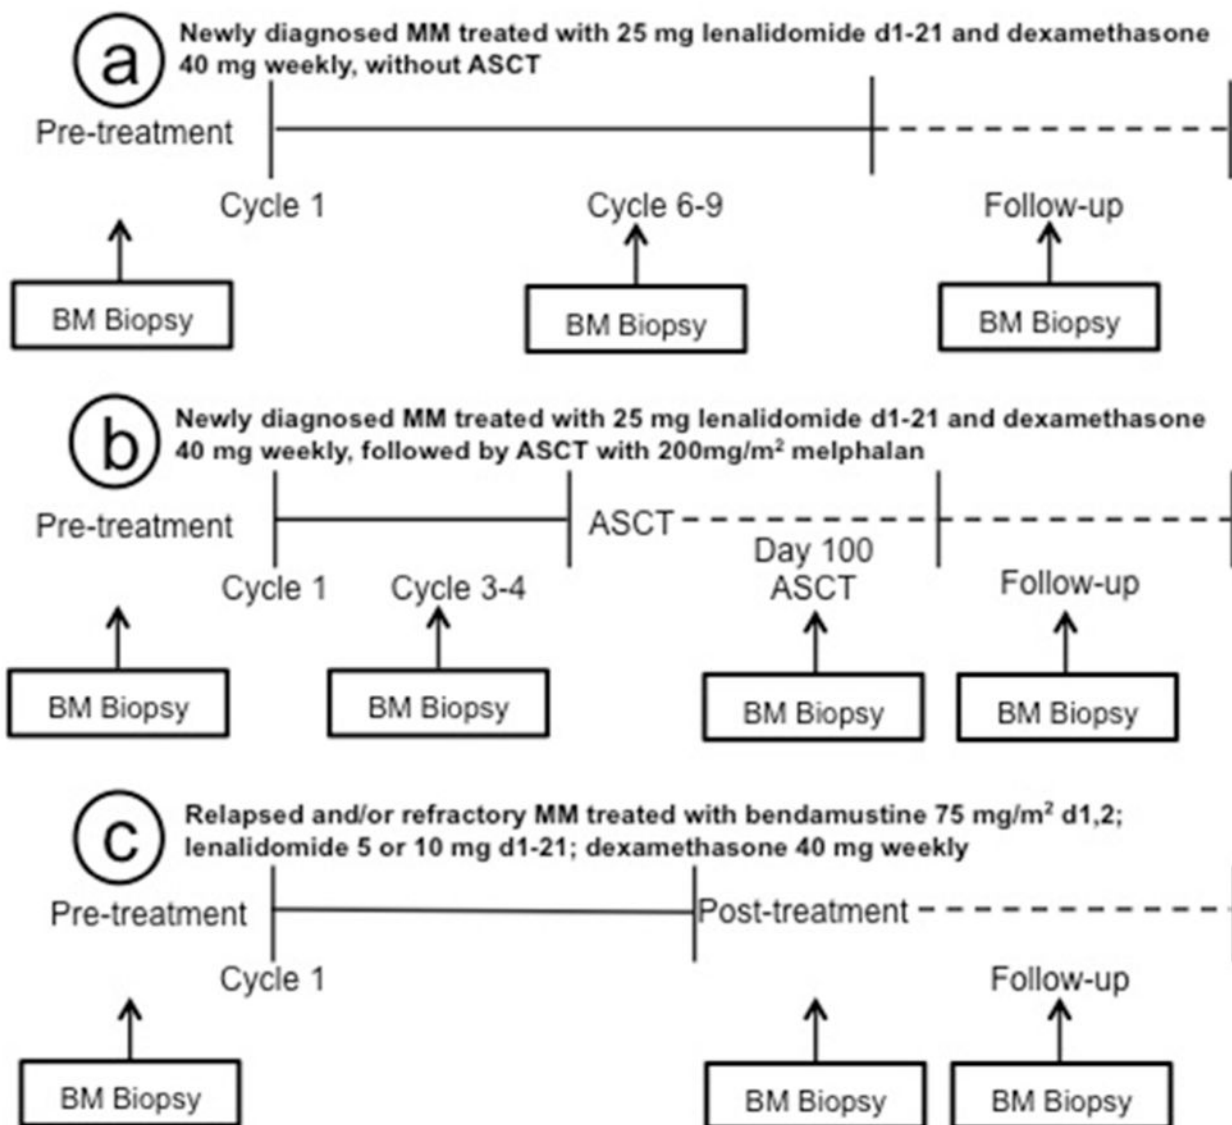 a
Newly diagnosed MM treated with 25 mg lenalidomide d1-21 and dexamethasone
40 mg weekly, without ASCT
Pre-treatment
Cycle 1
Cycle 6-9
Follow-up
BM Biopsy
BM Biopsy
BM Biopsy
b
Newly diagnosed MM treated with 25 mg lenalidomide d1-21 and dexamethasone
40 mg weekly, followed by ASCT with 200mg/m² melphalan
Pre-treatment
ASCT
Cycle 1
Cycle 3-4
Day 100
ASCT
Follow-up
BM Biopsy
BM Biopsy
BM Biopsy
BM Biopsy
c
Relapsed and/or refractory MM treated with bendamustine 75 mg/m² d1,2;
lenalidomide 5 or 10 mg d1-21; dexamethasone 40 mg weekly
Pre-treatment
Post-treatment
Cycle 1
Follow-up
BM Biopsy
BM Biopsy
BM Biopsy